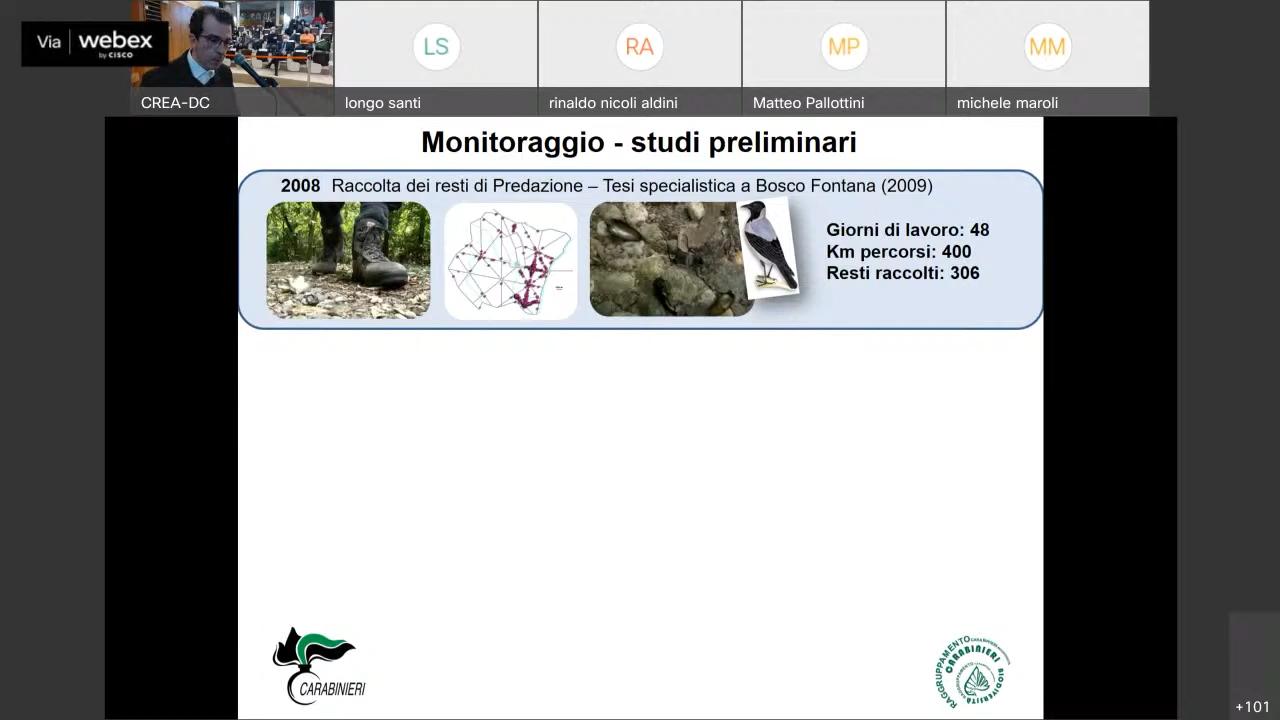 Via webex
by CISCO
LS
RA
MP
MM
CREA-DC
longo santi
rinaldo nicoli aldini
Matteo Pallottini
michele maroli
Monitoraggio - studi preliminari
2008 Raccolta dei resti di Predazione – Tesi specialistica a Bosco Fontana (2009)
Giorni di lavoro: 48
Km percorsi: 400
Resti raccolti: 306
CARABINIERI
RAGGRUPPAMENTO
CARABINIERI
BIODIVERSITÀ
+101